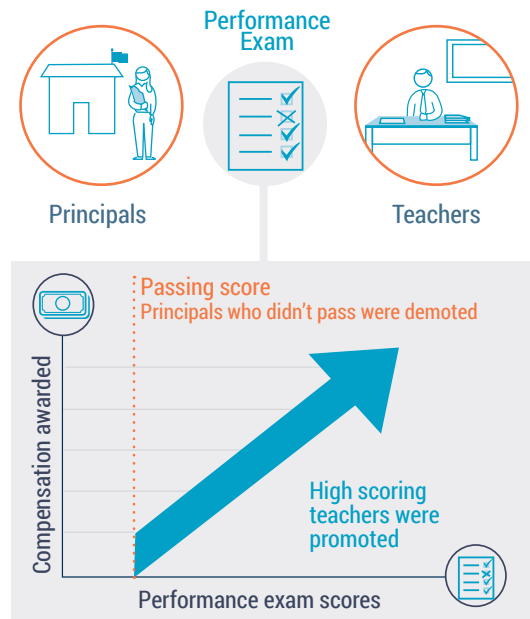 Performance
Exam
Principals
Teachers
Passing score
Principals who didn't pass were demoted
Compensation awarded
High scoring
teachers were
promoted
Performance exam scores